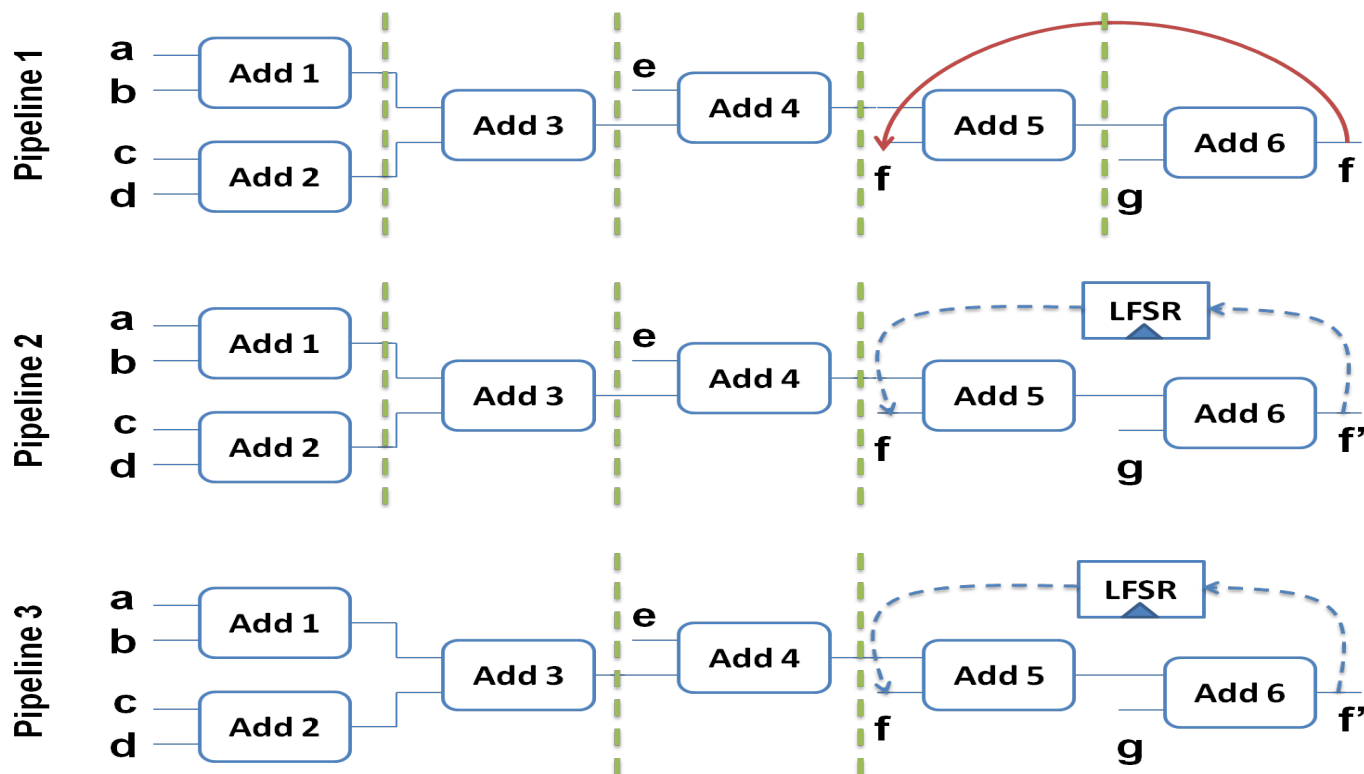 Pipeline 1
a
b
c
d
Add 1
Add 2
Add 3
e
Add 4
f
Add 5
g
Add 6
f
Pipeline 2
a
b
c
d
Add 1
Add 2
Add 3
e
Add 4
f
Add 5
LFSR
g
Add 6
f’
Pipeline 3
a
b
c
d
Add 1
Add 2
Add 3
e
Add 4
f
Add 5
LFSR
g
Add 6
f’